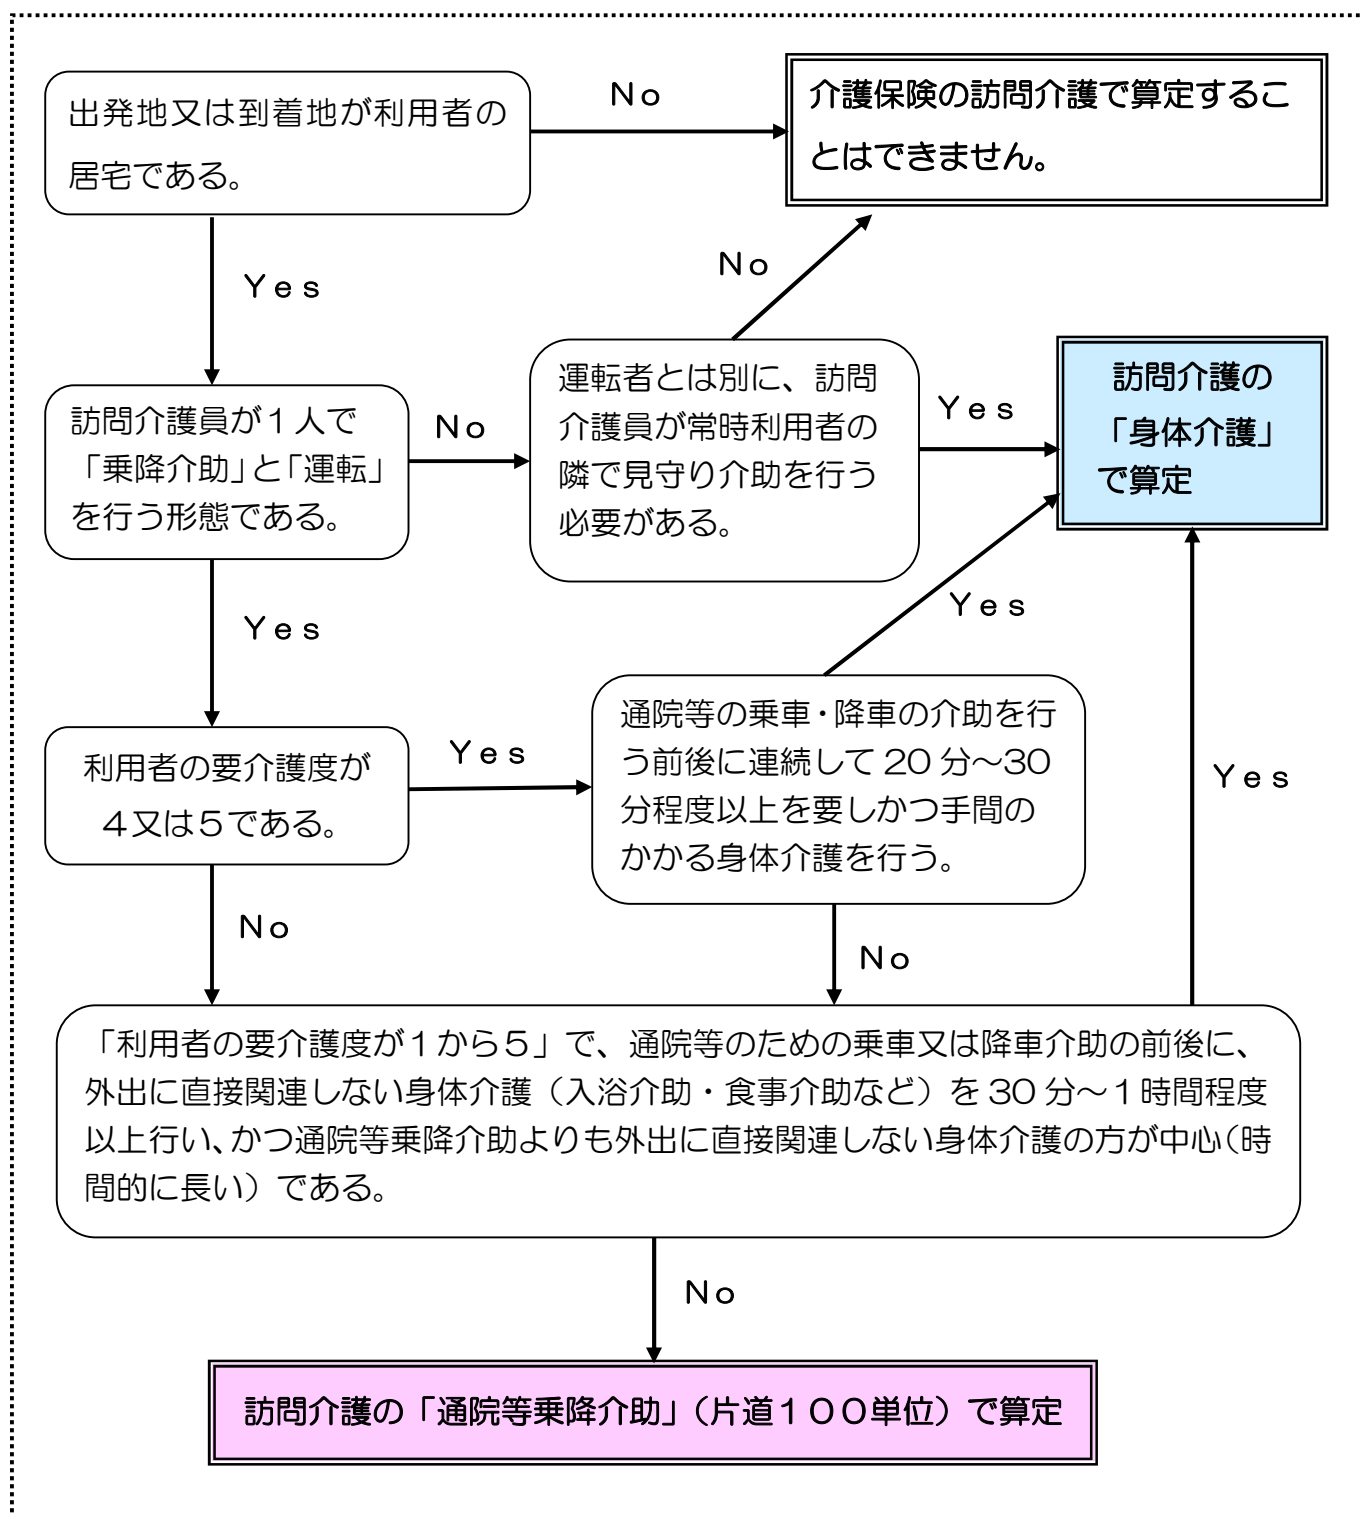 出発地又は到着地が利用者の
居宅である。
No
介護保険の訪問介護で算定するこ
とはできません。
Yes
No
訪問介護員が1人で
「乗降介助」と「運転」
を行う形態である。
No
運転者とは別に、訪問
介護員が常時利用者の
隣で見守り介助を行う
必要がある。
Yes
訪問介護の
「身体介護」
で算定
Yes
Yes
利用者の要介護度が
4又は5である。
Yes
通院等の乗車・降車の介助を行
う前後に連続して20分~30
分程度以上を要しかつ手間の
かかる身体介護を行う。
Yes
No
No
「利用者の要介護度が1から5」で、通院等のための乗車又は降車介助の前後に、
外出に直接関連しない身体介護(入浴介助・食事介助など)を30分~1時間程度
以上行い、かつ通院等乗降介助よりも外出に直接関連しない身体介護の方が中心(時
間的に長い)である。
No
訪問介護の「通院等乗降介助」(片道100単位)で算定